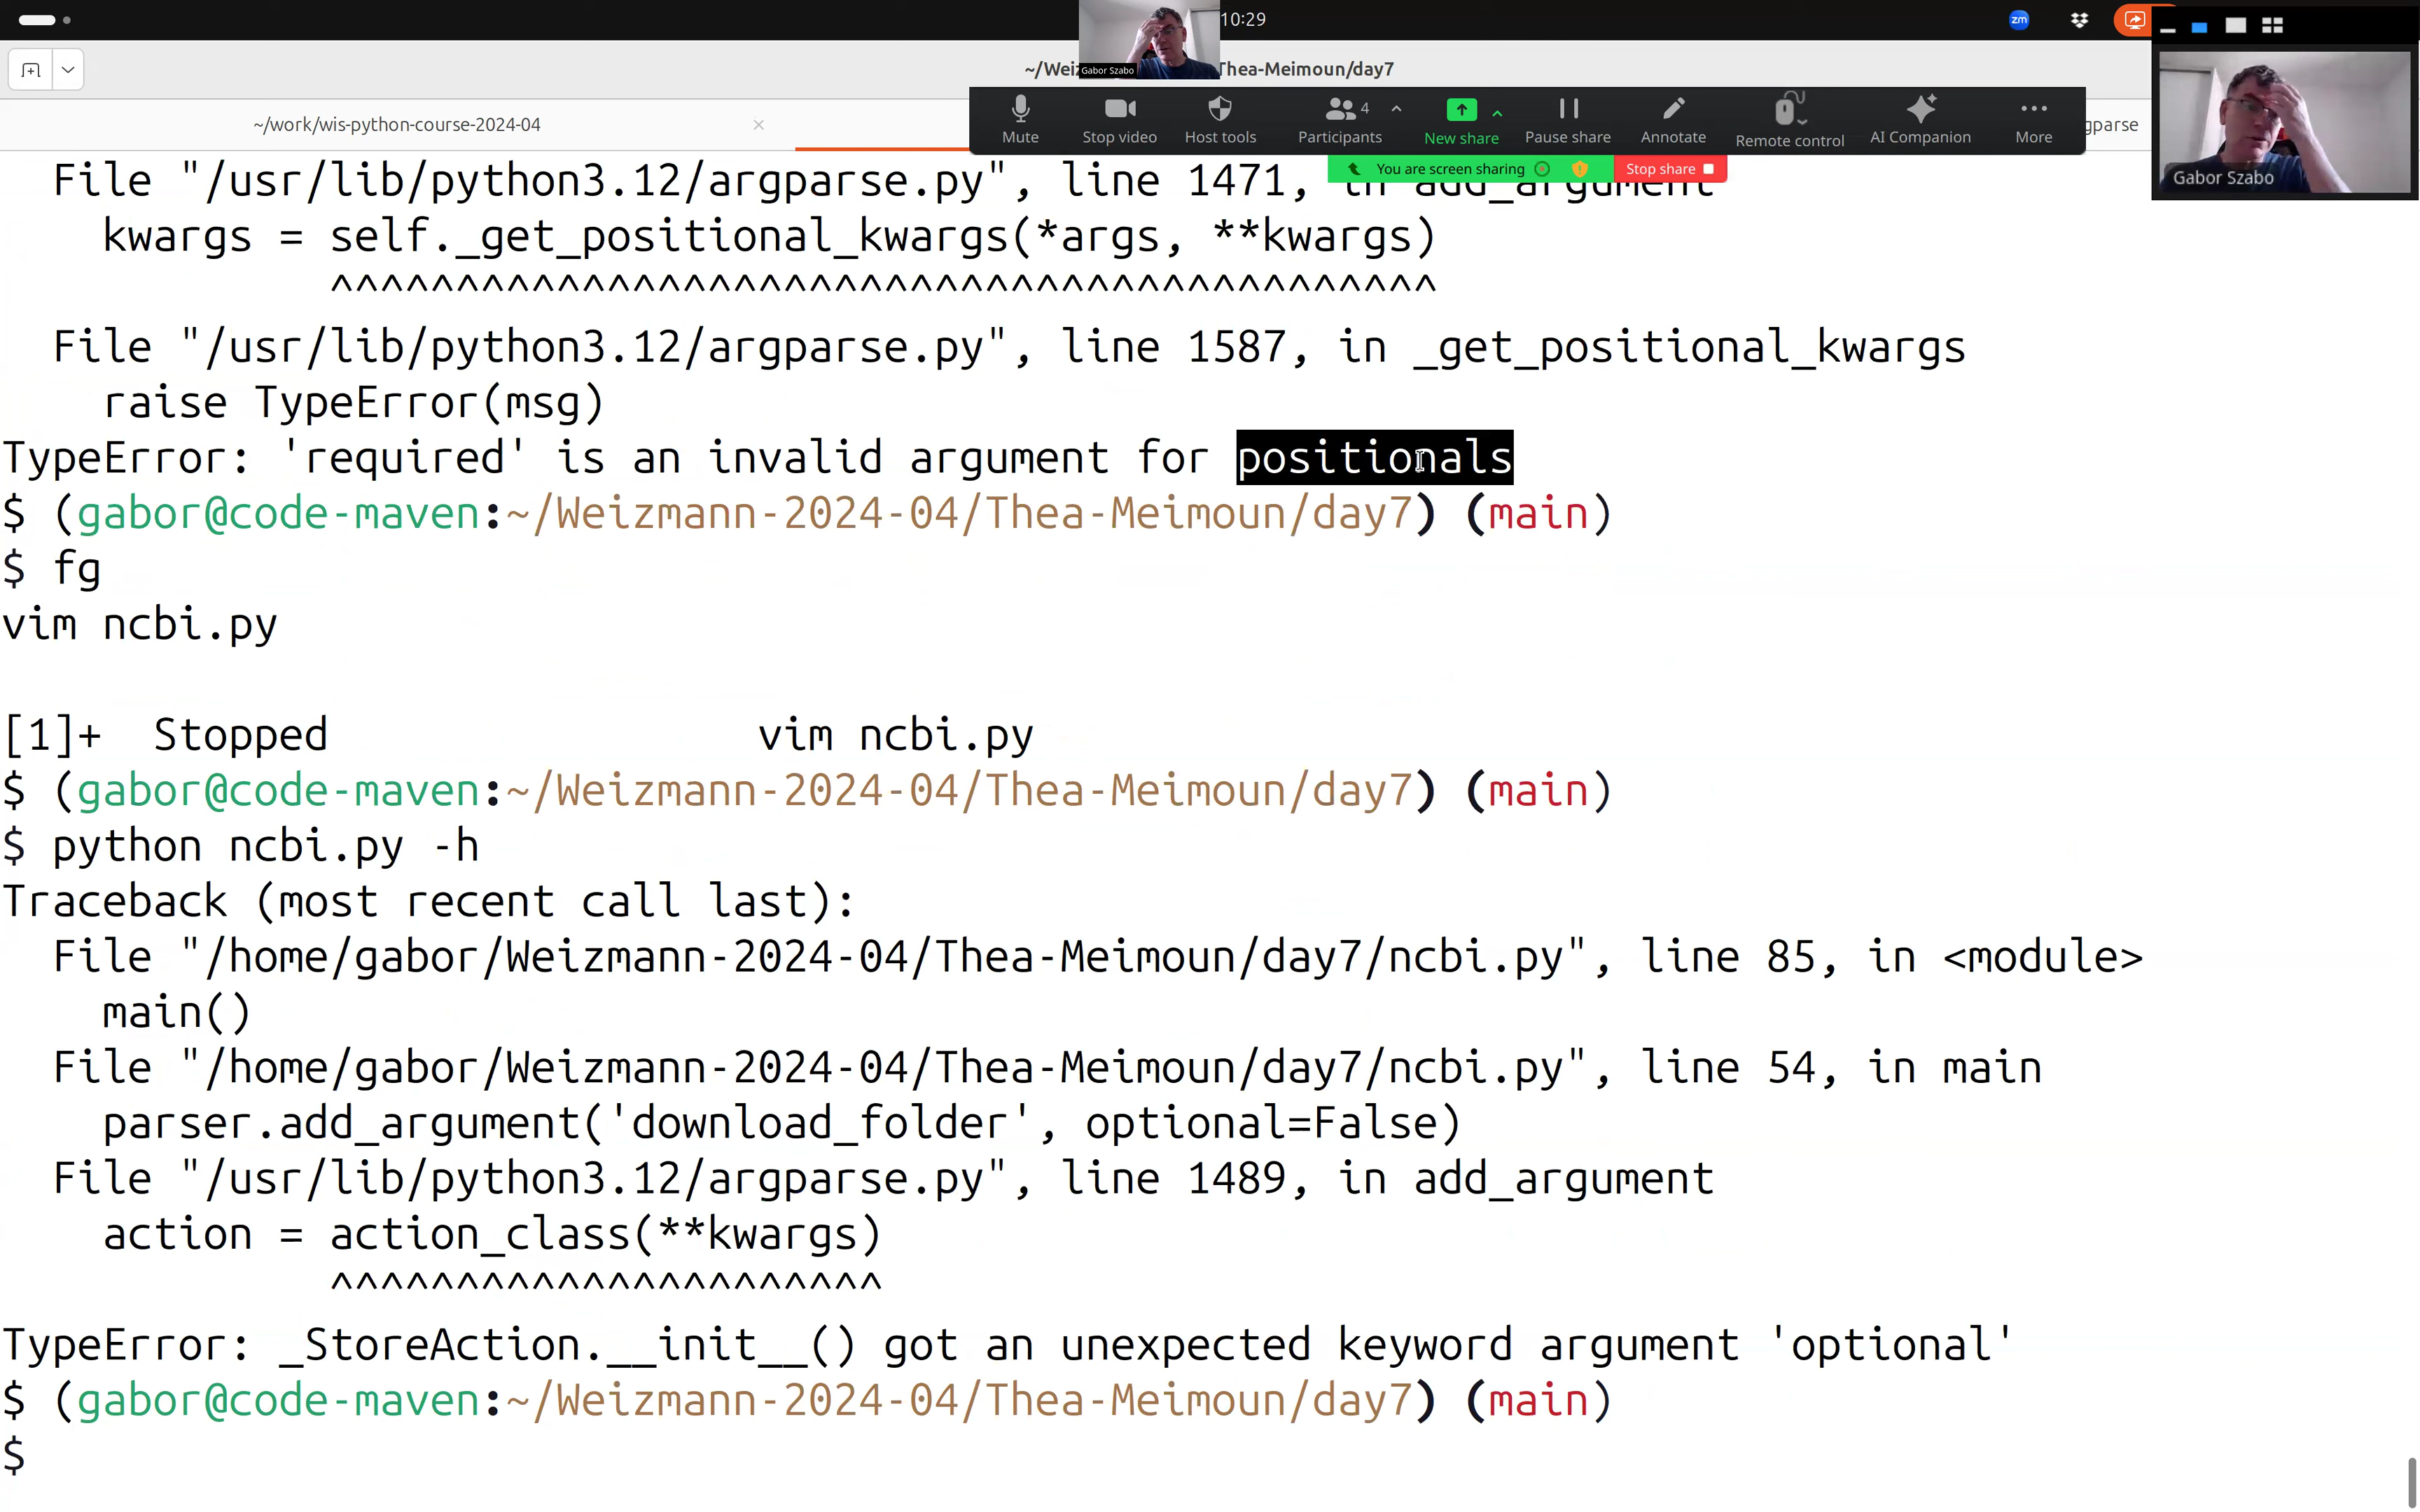 10:29
zm
~/Wei
Thea-Meimoun/day7
Gabor Szabo
~/work/wis-python-course-2024-04
gparse
Mute
Stop video
Host tools
Participants 4
New share
Pause share
Annotate
Remote control
AI Companion
More
You are screen sharing
Stop share
Gabor Szabo
File "/usr/lib/python3.12/argparse.py", line 1471, in add_argument
kwargs = self._get_positional_kwargs(*args, **kwargs)
^^^^^^^^^^^^^^^^^^^^^^^^^^^^^^^^^^^^^^^^^^^^
File "/usr/lib/python3.12/argparse.py", line 1587, in _get_positional_kwargs
raise TypeError(msg)
TypeError: 'required' is an invalid argument for positionals
$ (gabor@code-maven:~/Weizmann-2024-04/Thea-Meimoun/day7) (main)
$ fg
vim ncbi.py
[1]+  Stopped                 vim ncbi.py
$ (gabor@code-maven:~/Weizmann-2024-04/Thea-Meimoun/day7) (main)
$ python ncbi.py -h
Traceback (most recent call last):
File "/home/gabor/Weizmann-2024-04/Thea-Meimoun/day7/ncbi.py", line 85, in <module>
main()
File "/home/gabor/Weizmann-2024-04/Thea-Meimoun/day7/ncbi.py", line 54, in main
parser.add_argument('download_folder', optional=False)
File "/usr/lib/python3.12/argparse.py", line 1489, in add_argument
action = action_class(**kwargs)
^^^^^^^^^^^^^^^^^^^^^^
TypeError: _StoreAction.__init__() got an unexpected keyword argument 'optional'
$ (gabor@code-maven:~/Weizmann-2024-04/Thea-Meimoun/day7) (main)
$